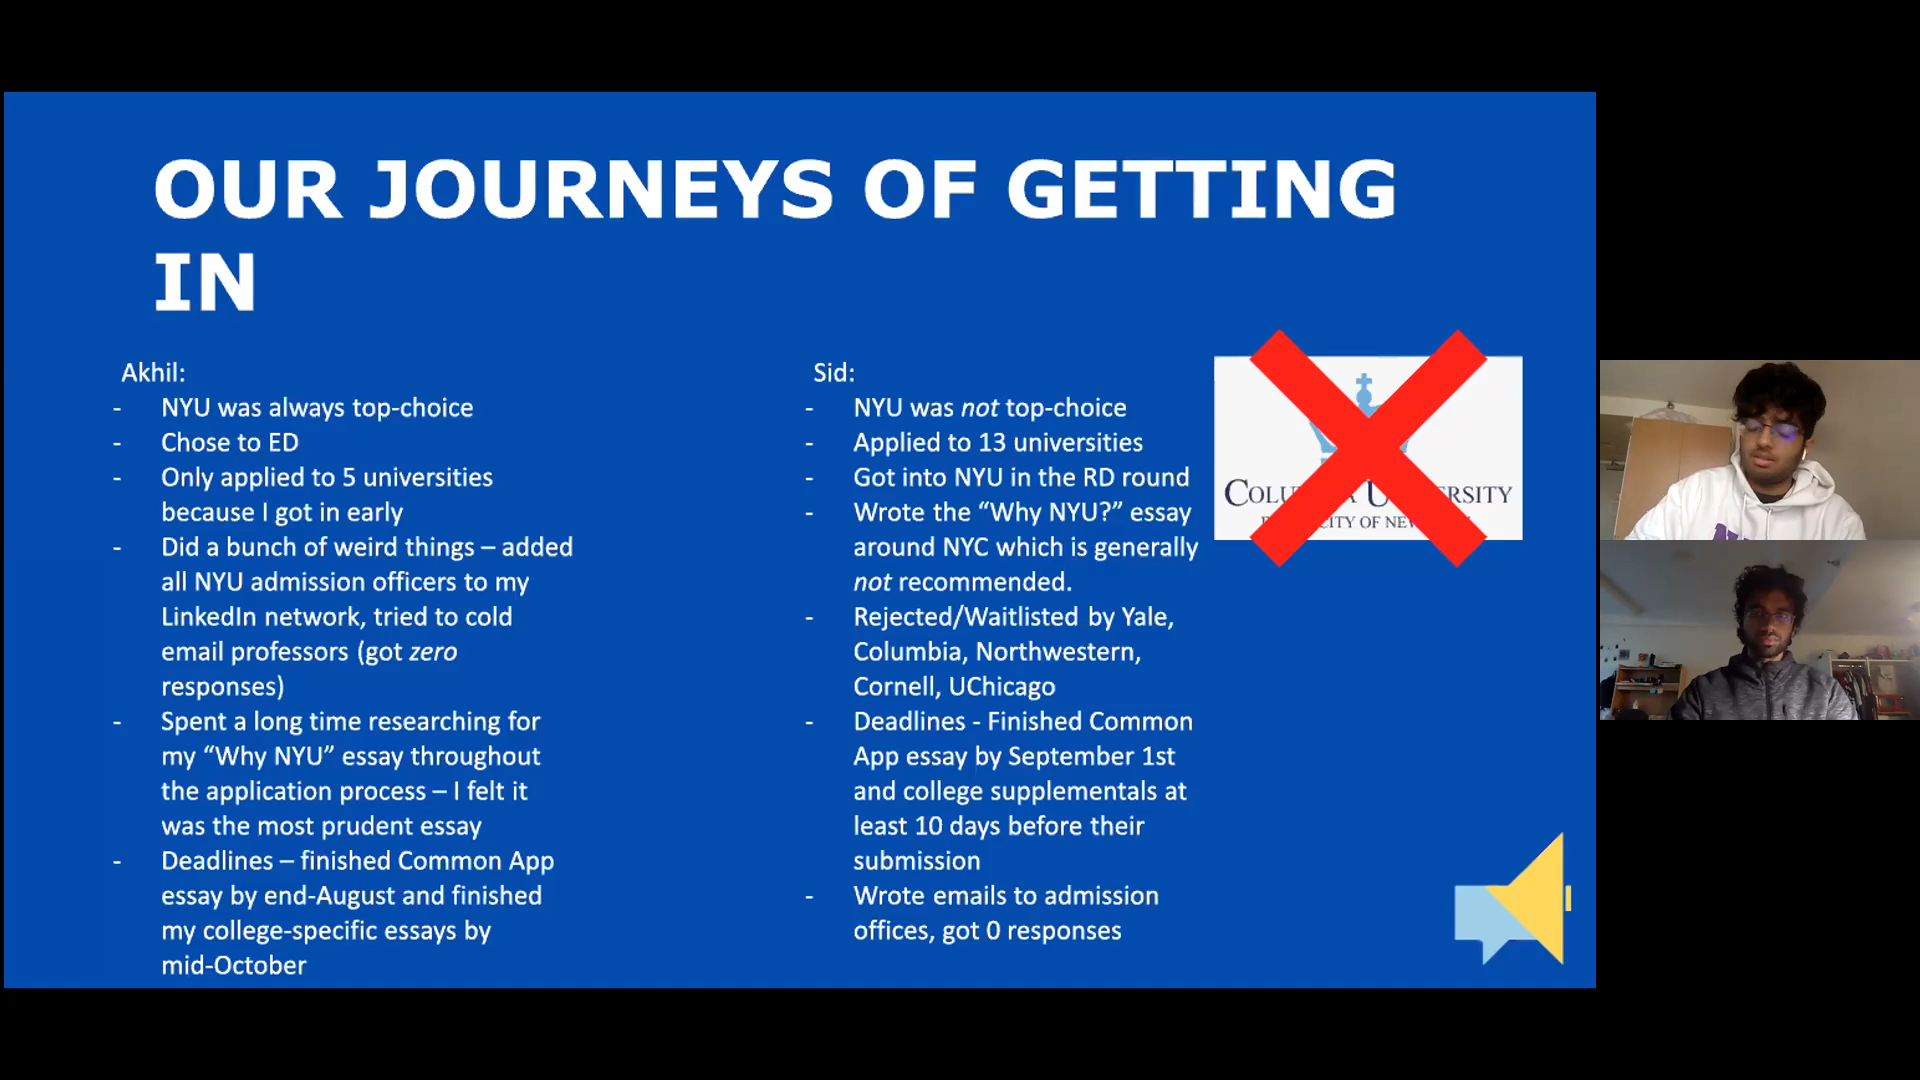 OUR JOURNEYS OF GETTING
IN
Akhil:
- NYU was always top-choice
- Chose to ED
- Only applied to 5 universities
because I got in early
- Did a bunch of weird things – added
all NYU admission officers to my
LinkedIn network, tried to cold
email professors (got zero
responses)
- Spent a long time researching for
my “Why NYU” essay throughout
the application process – I felt it
was the most prudent essay
- Deadlines – finished Common App
essay by end-August and finished
my college-specific essays by
mid-October
Sid:
- NYU was not top-choice
- Applied to 13 universities
- Got into NYU in the RD round
- Wrote the “Why NYU?” essay
around NYC which is generally
not recommended.
- Rejected/Waitlisted by Yale,
Columbia, Northwestern,
Cornell, UChicago
- Deadlines - Finished Common
App essay by September 1st
and college supplementals at
least 10 days before their
submission
- Wrote emails to admission
offices, got 0 responses
COLUMBIA UNIVERSITY
CITY OF NEW